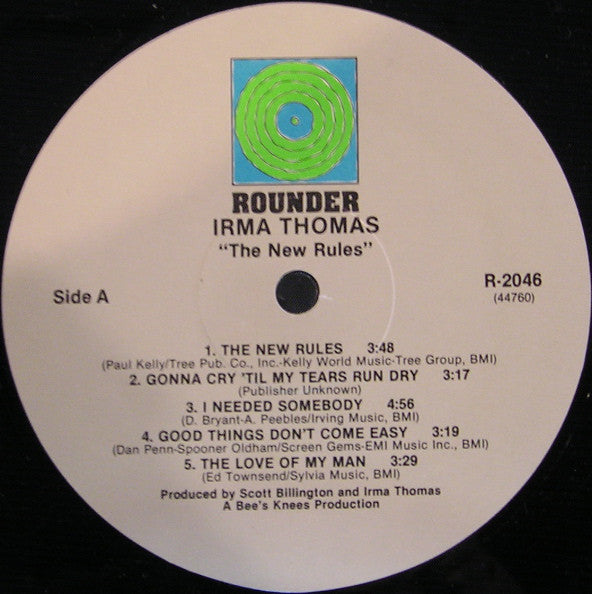 ROUNDER
IRMA THOMAS
"The New Rules"
Side A
R-2046
(44760)
1. THE NEW RULES 3:48
(Paul Kelly/Tree Pub. Co., Inc.-Kelly World Music-Tree Group, BMI)
2. GONNA CRY 'TIL MY TEARS RUN DRY 3:17
(Publisher Unknown)
3. I NEEDED SOMEBODY 4:56
(D. Bryant-A. Peebles/Irving Music, BMI)
4. GOOD THINGS DON'T COME EASY 3:19
(Dan Penn-Spooner Oldham/Screen Gems-EMI Music Inc., BMI)
5. THE LOVE OF MY MAN 3:29
(Ed Townsend/Sylvia Music, BMI)
Produced by Scott Billington and Irma Thomas
A Bee's Knees Production